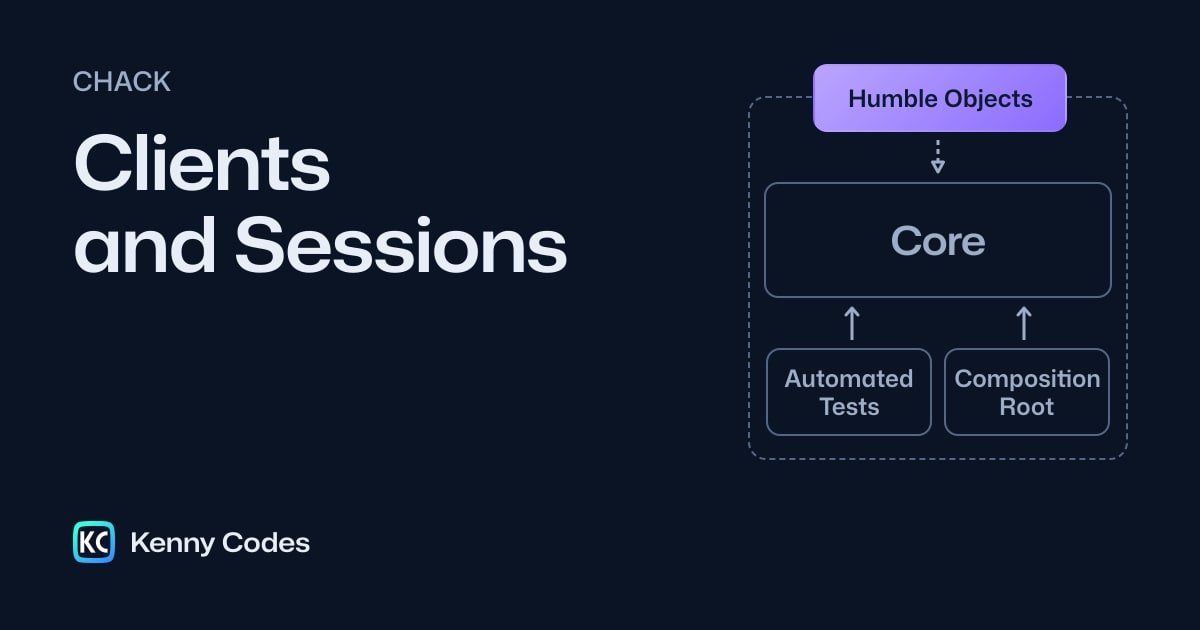 CHACK
Clients
and Sessions
Humble Objects
Core
Automated
Tests
Composition
Root
KC
Kenny Codes